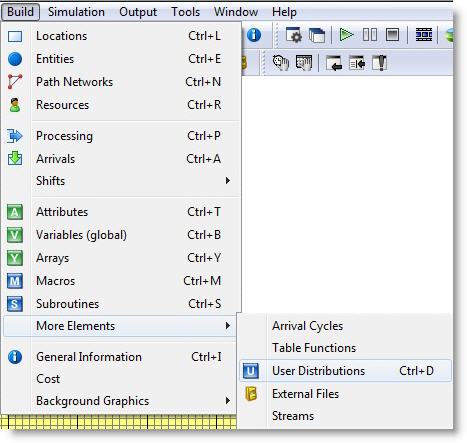 Build Simulation Output Tools Window Help
Locations Ctrl+L
Entities Ctrl+E
Path Networks Ctrl+N
Resources Ctrl+R
Processing Ctrl+P
Arrivals Ctrl+A
Shifts
A Attributes Ctrl+T
V Variables (global) Ctrl+B
A Arrays Ctrl+Y
M Macros Ctrl+M
S Subroutines Ctrl+S
More Elements
General Information Ctrl+I
Cost
Background Graphics
Arrival Cycles
Table Functions
U User Distributions Ctrl+D
External Files
Streams